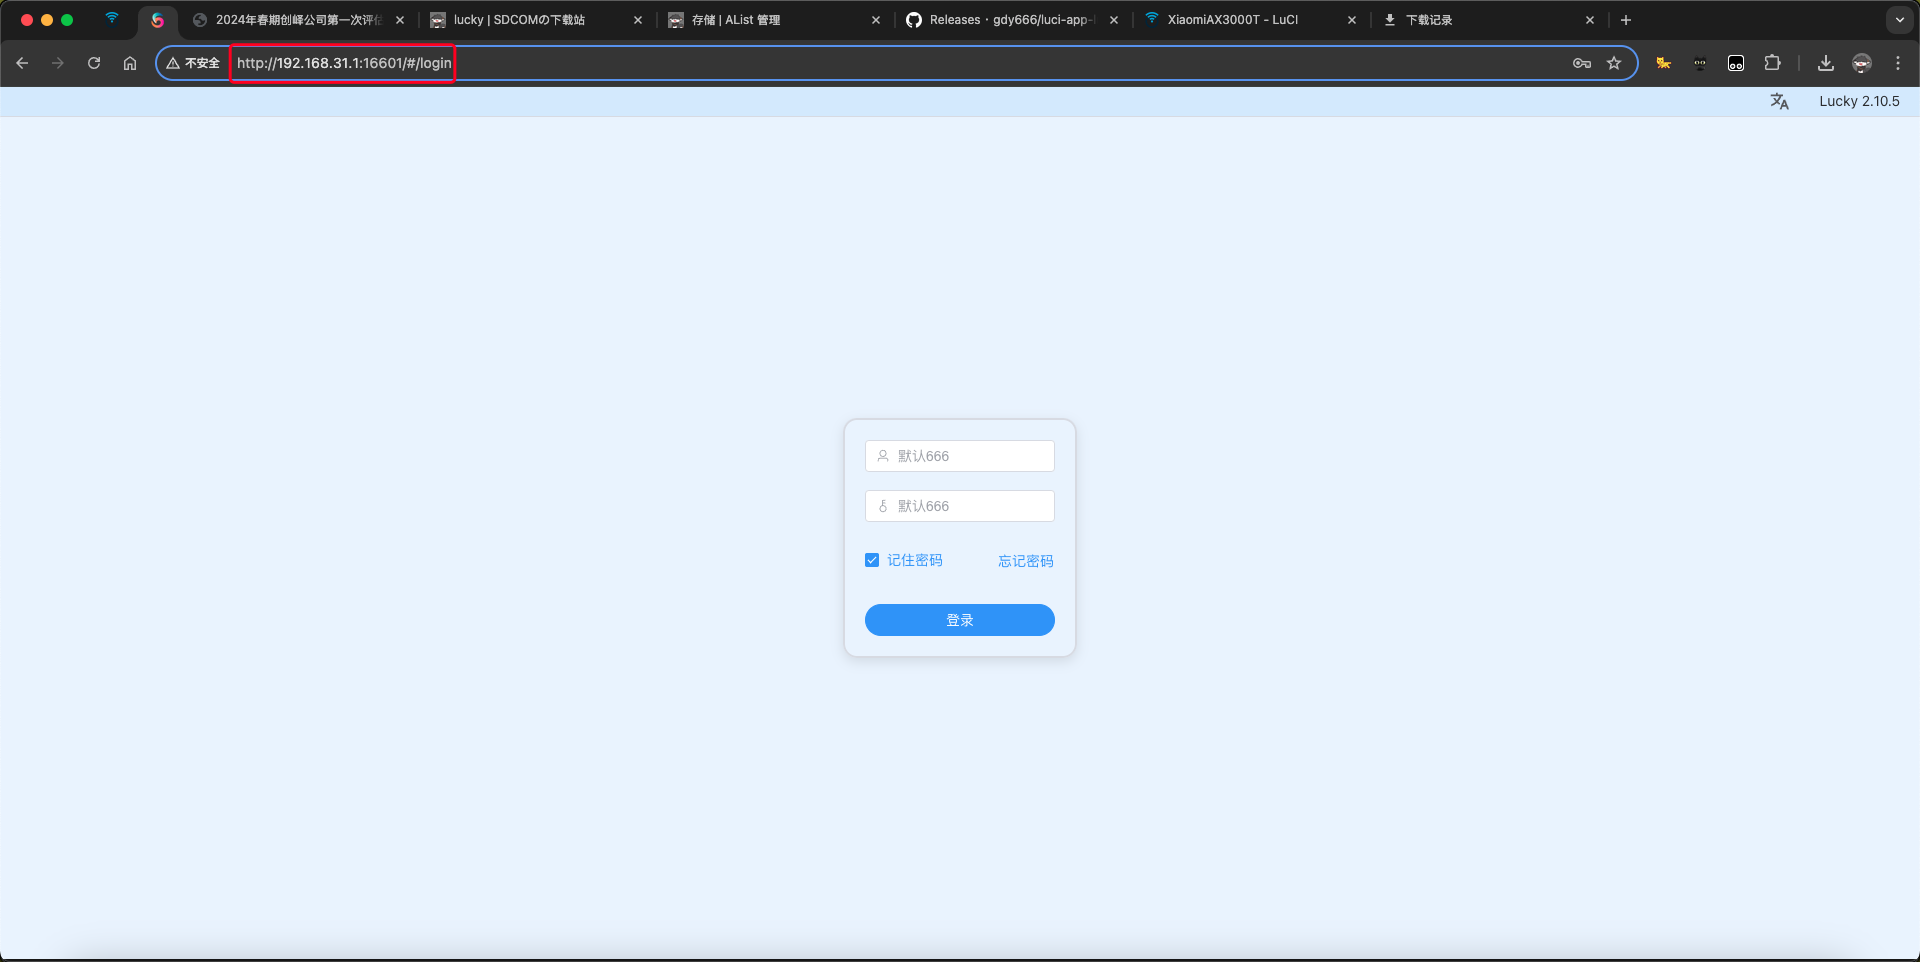 2024年春期创峄公司第一次评估
lucky | SDCOMの下载站
存储 | AList 管理
Releases · gdy666/luci-app-
XiaomiAX3000T - LuCI
下载记录
不安全 http://192.168.31.1:16601/#/login
Lucky 2.10.5
默认666
默认666
记住密码 忘记密码
登录